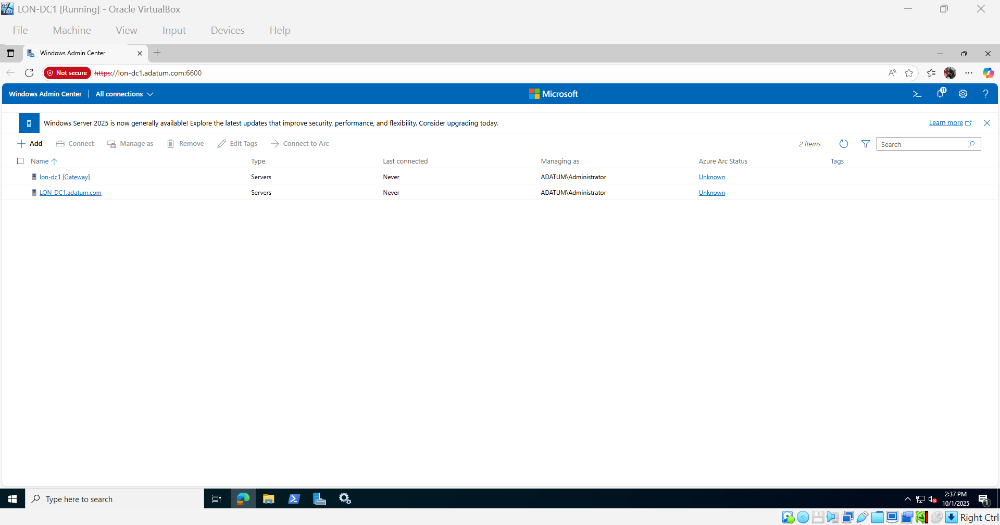 LON-DC1 [Running] - Oracle VirtualBox
File Machine View Input Devices Help
Windows Admin Center
Not secure https://lon-dc1.adatum.com:6600
Windows Admin Center All connections Microsoft 11
Windows Server 2025 is now generally available! Explore the latest updates that improve security, performance, and flexibility. Consider upgrading today. Learn more
Add Connect Manage as Remove Edit Tags Connect to Arc 2 items Search
Name Type Last connected Managing as Azure Arc Status Tags
lon-dc1 [Gateway] Servers Never ADATUM\Administrator Unknown
LON-DC1.adatum.com Servers Never ADATUM\Administrator Unknown
Type here to search 2:37 PM
10/1/2025 1
Right Ctrl